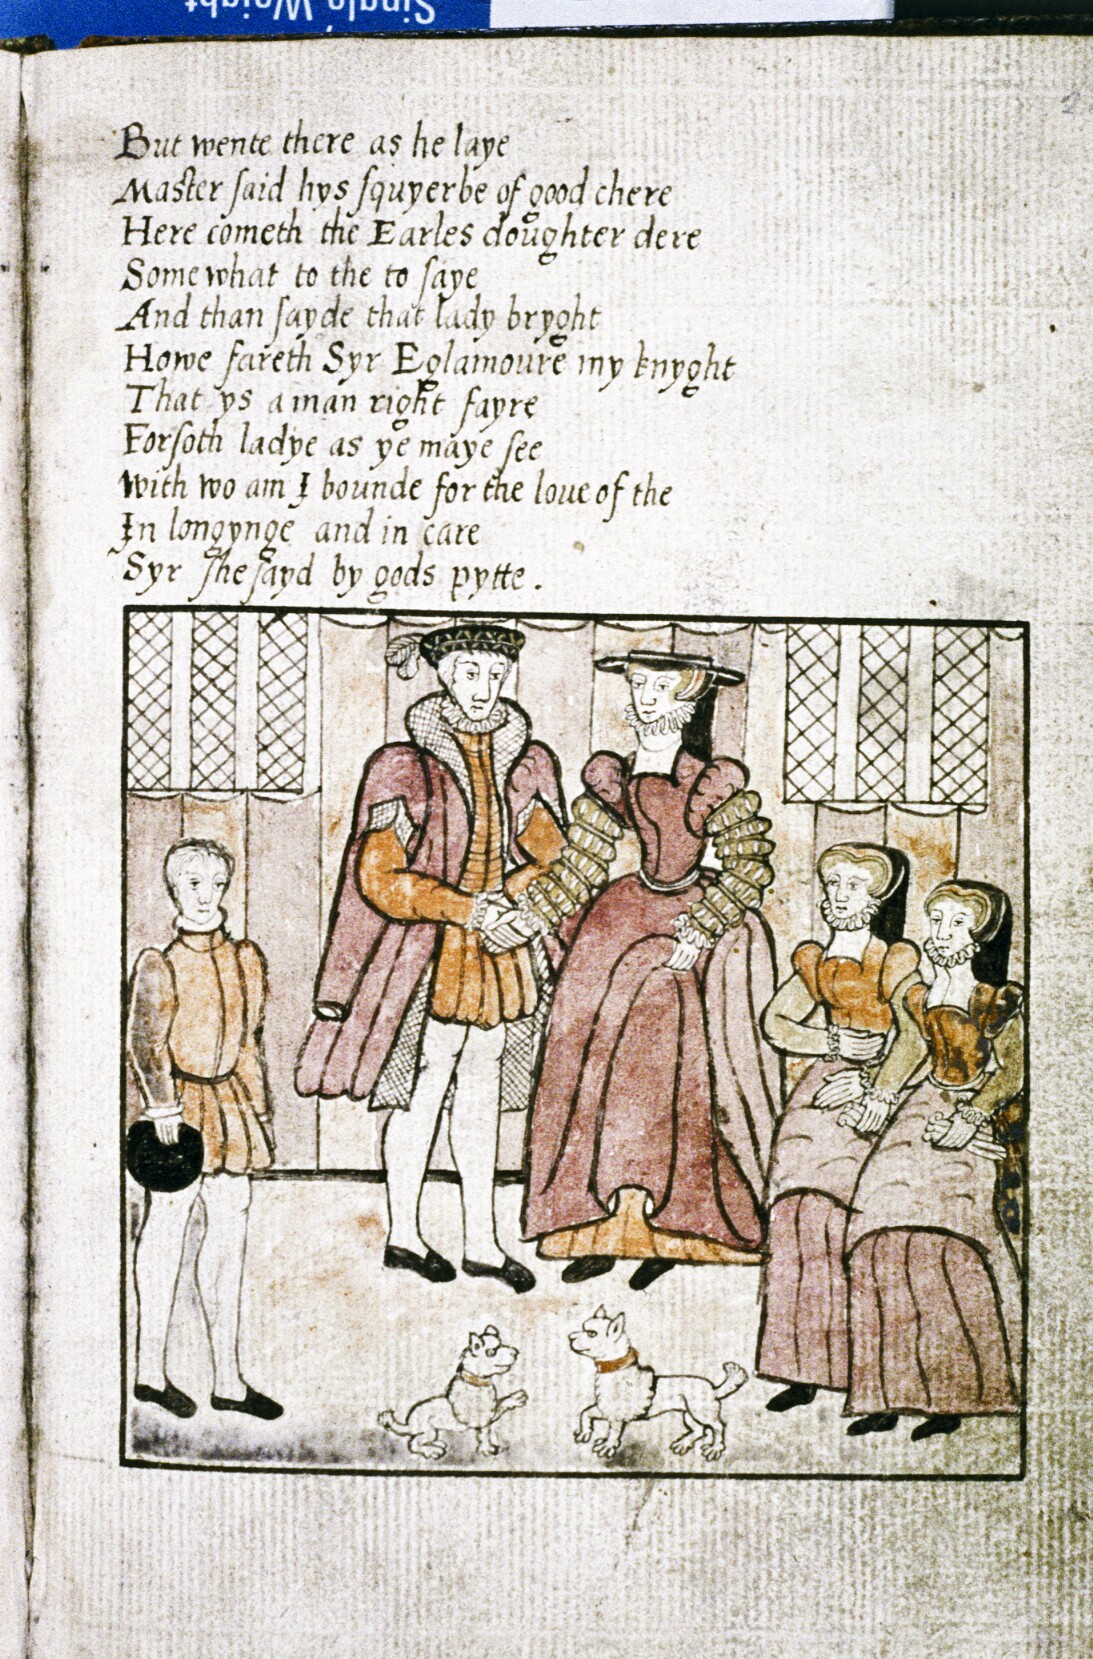 Single Weight
But wente there as he laye
Master ſaid hys ſquyer be of good chere
Here cometh the Earles doughter dere
Some what to the to ſaye
And than ſayde that lady bryght
Howe fareth Syr Eglamoure my knyght
That ys a man right fayre
Forſoth ladye as ye maye ſee
With wo am I bounde for the loue of the
In longynge and in care
Syr ſhe ſayd by gods pytte .